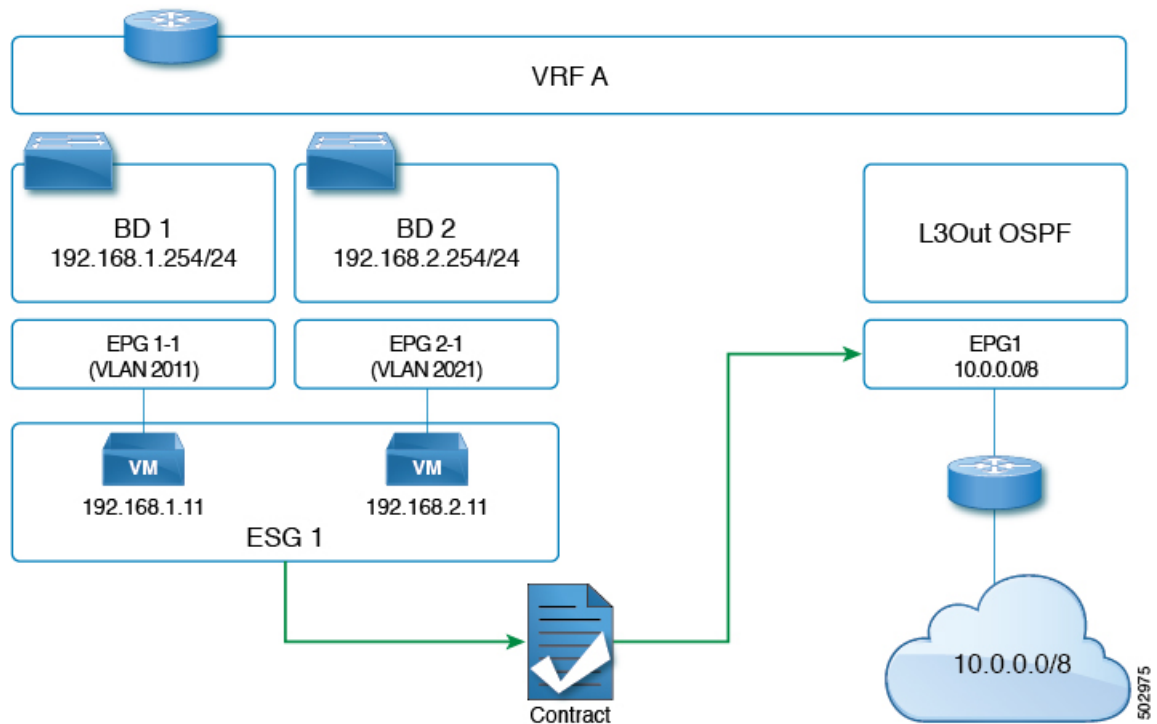 VRF A
BD 1
192.168.1.254/24
BD 2
192.168.2.254/24
L3Out OSPF
EPG 1-1
(VLAN 2011)
EPG 2-1
(VLAN 2021)
EPG1
10.0.0.0/8
VM
192.168.1.11
VM
192.168.2.11
ESG 1
Contract
10.0.0.0/8
502975